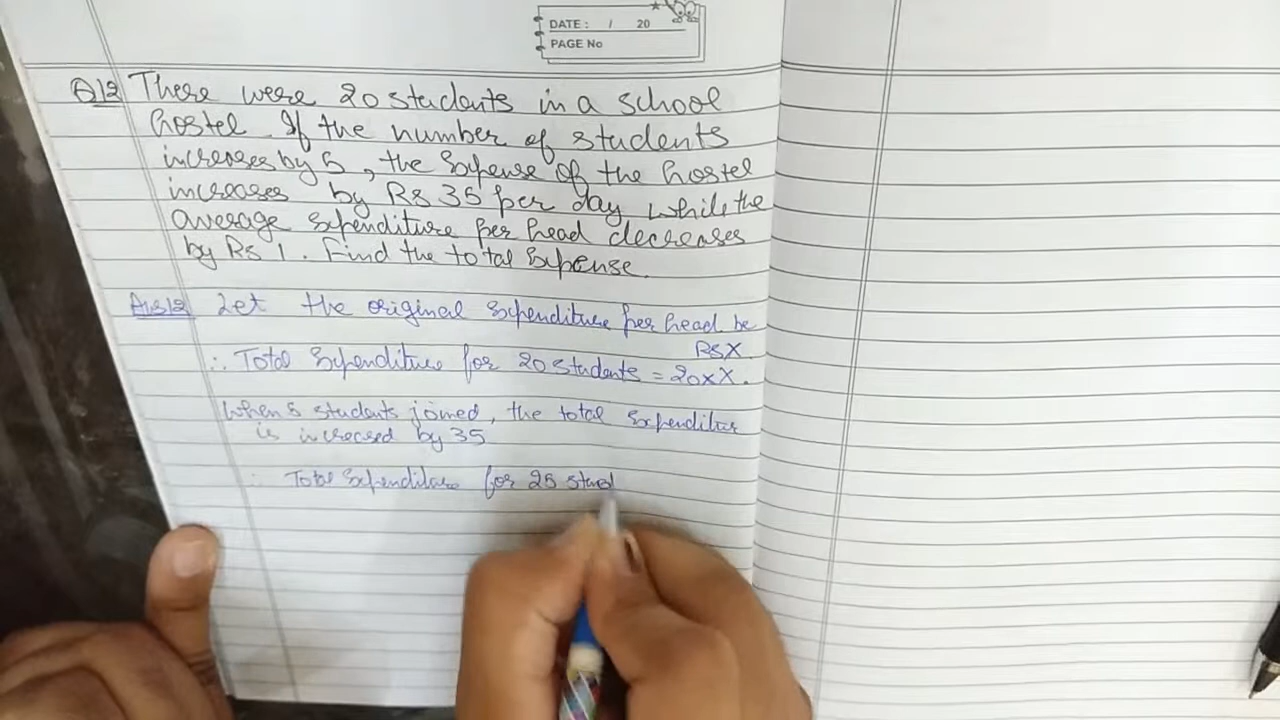 DATE : / 20
PAGE No
Q12 There were 20 students in a school
hostel. If the number of students
increases by 5, the expense of the hostel
increases by Rs 35 per day while the
average expenditure per head decreases
by Rs 1. Find the total expense.
Ans12 Let the original expenditure per head be
Rs X
∴ Total expenditure for 20 students = 20 x X.
When 5 students joined, the total expenditure
is increased by 35
∴ Total expenditure for 25 stud